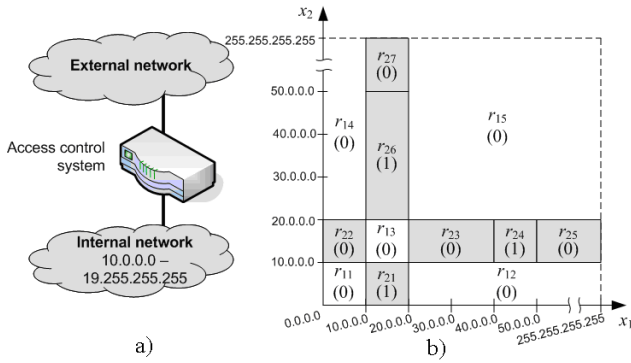 External network
Access control
system
Internal network
10.0.0.0 –
19.255.255.255
a)
x2
255.255.255.255
50.0.0.0
40.0.0.0
30.0.0.0
20.0.0.0
10.0.0.0
r27
(0)
r14
(0)
r26
(1)
r15
(0)
r22
(0)
r13
(0)
r23
(0)
r24
(1)
r25
(0)
r11
(0)
r21
(1)
r12
(0)
0.0.0.0
10.0.0.0
20.0.0.0
30.0.0.0
40.0.0.0
50.0.0.0
255.255.255.255
x1
b)